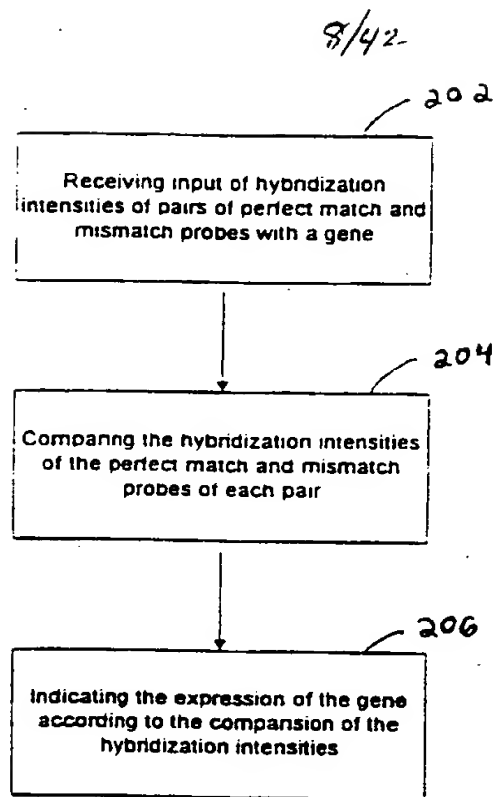 8/42
202
Receiving input of hybridization
intensities of pairs of perfect match and
mismatch probes with a gene
204
Comparing the hybridization intensities
of the perfect match and mismatch
probes of each pair
206
Indicating the expression of the gene
according to the comparsion of the
hybridization intensities